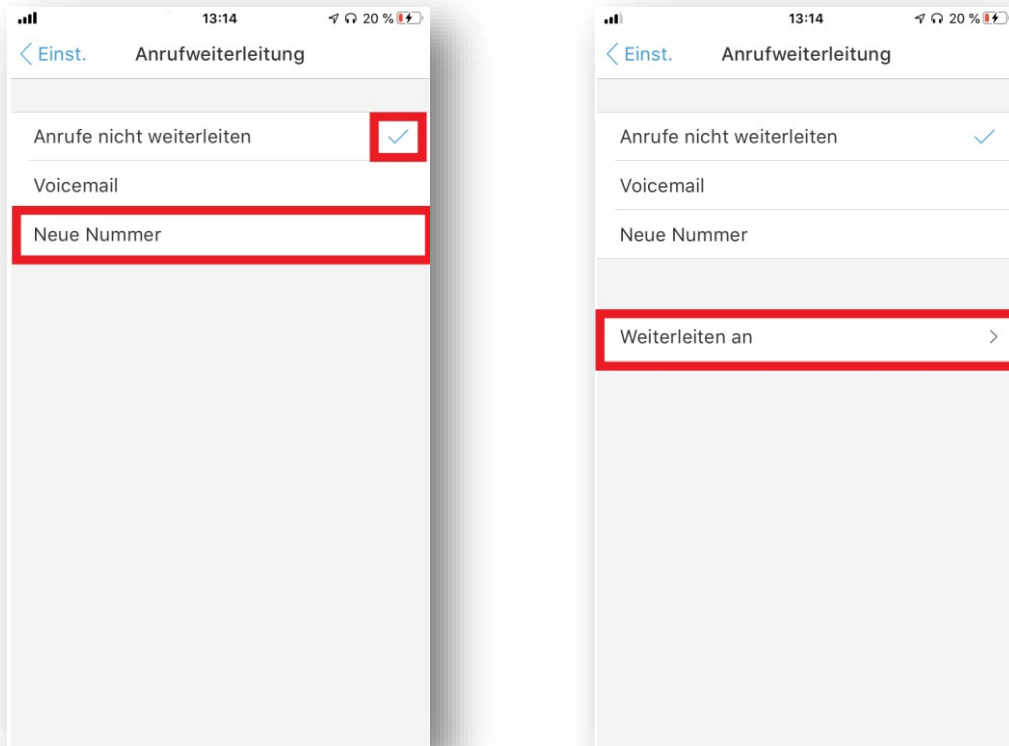 13:14
20 %
Einst.
Anrufweiterleitung
Anrufe nicht weiterleiten
Voicemail
Neue Nummer
13:14
20 %
Einst.
Anrufweiterleitung
Anrufe nicht weiterleiten
Voicemail
Neue Nummer
Weiterleiten an